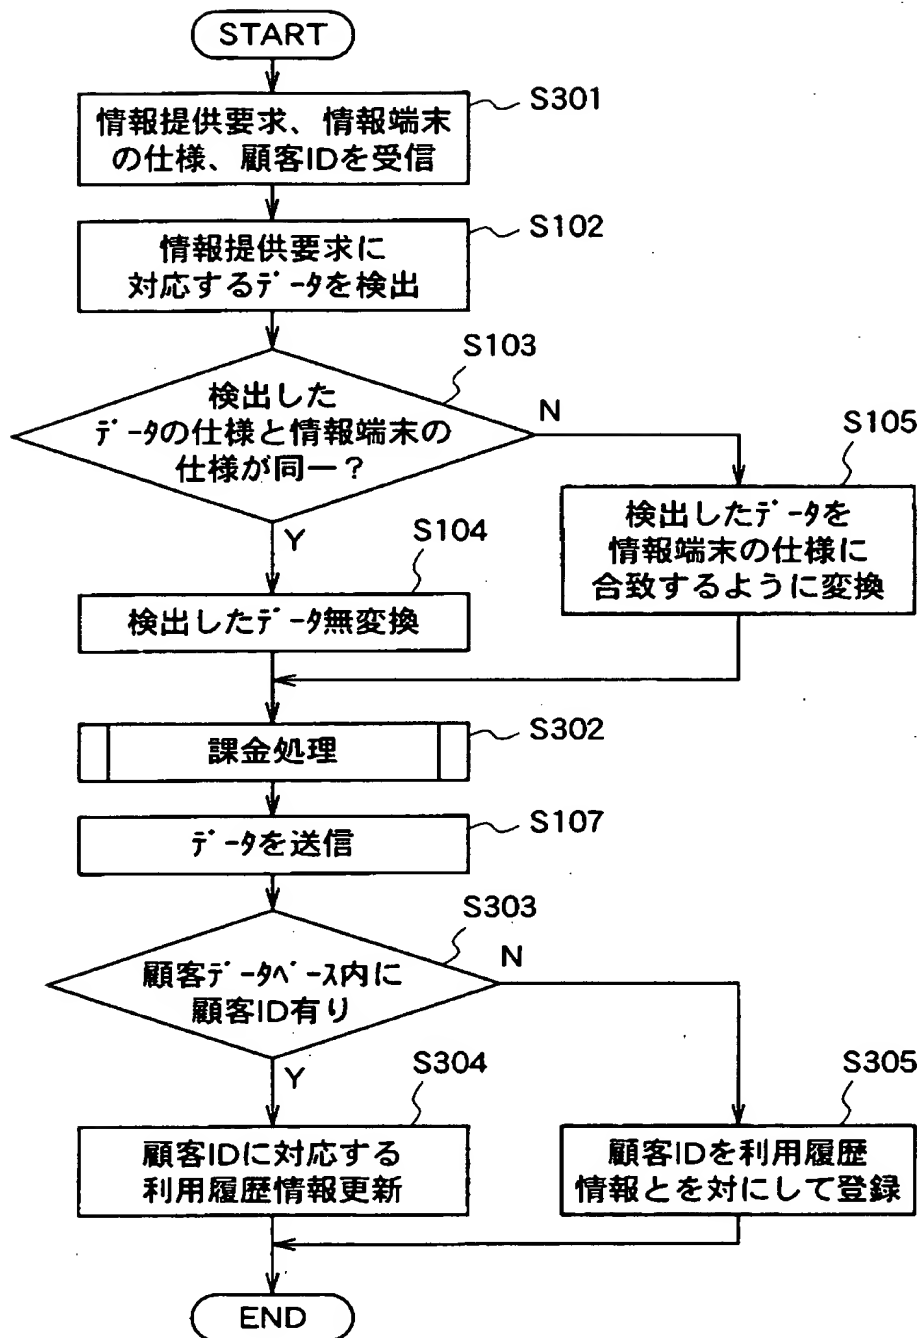 START
S301
情報提供要求、情報端末
の仕様、顧客IDを受信
S102
情報提供要求に
対応するデータを検出
S103
検出した
データの仕様と情報端末の
仕様が同一?
N
Y
S105
検出したデータを
情報端末の仕様に
合致するように変換
S104
検出したデータ無変換
S302
課金処理
S107
データを送信
S303
顧客データベース内に
顧客ID有り
N
Y
S304
顧客IDに対応する
利用履歴情報更新
S305
顧客IDを利用履歴
情報とを対にして登録
END